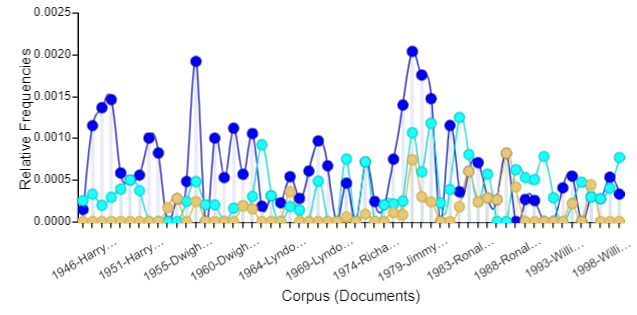 0.0025
0.0020
0.0015
0.0010
0.0005
0.0000
Relative Frequencies
1946-Harry…
1951-Harry…
1955-Dwigh…
1960-Dwigh…
1964-Lyndo…
1969-Lyndo…
1974-Richa…
1979-Jimmy…
1983-Ronal…
1988-Ronal…
1993-Willi…
1998-Willi…
Corpus (Documents)